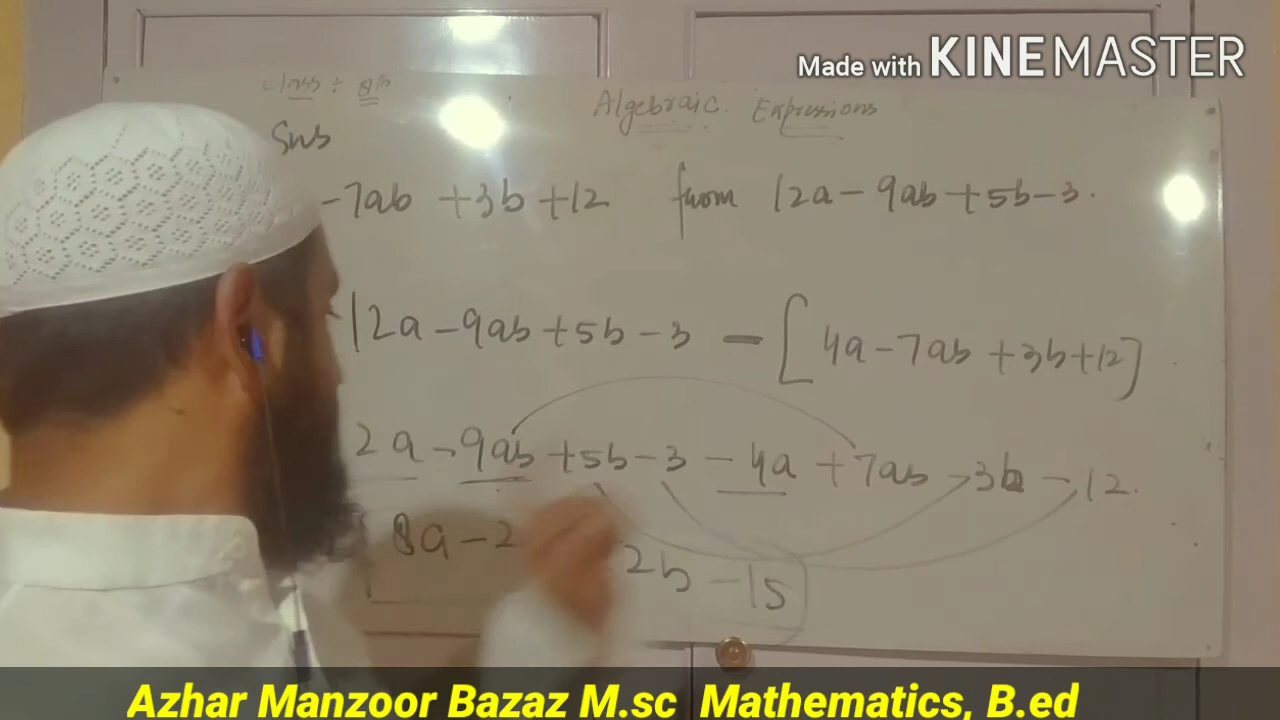 Made with KINEMASTER
Class :- 8th
Algebraic Expressions
Sub
-7ab +3b +12 from 12a - 9ab + 5b - 3.
12a - 9ab + 5b - 3 - [4a - 7ab + 3b + 12]
2a - 9ab + 5b - 3 - 4a + 7ab - 3b - 12.
8a - 2 2b - 15
Azhar Manzoor Bazaz M.sc Mathematics, B.ed